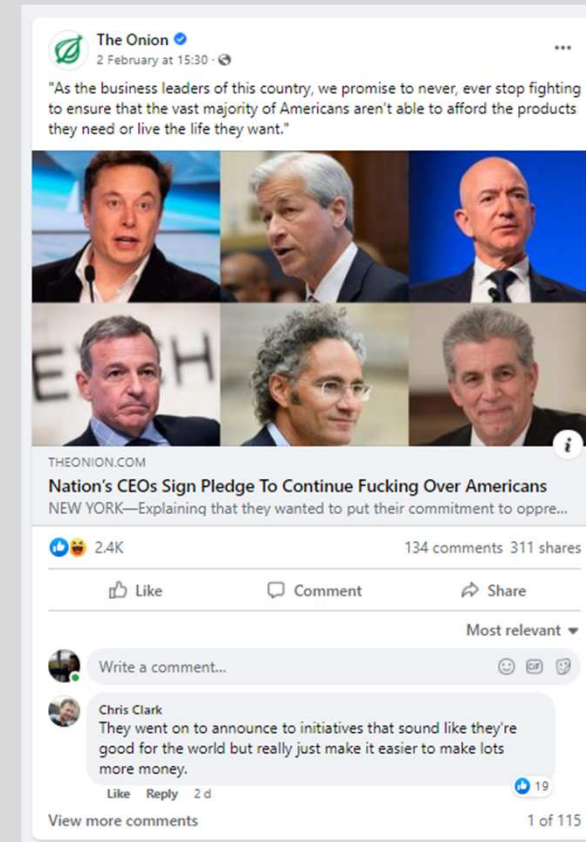 The Onion
2 February at 15:30 ·
"As the business leaders of this country, we promise to never, ever stop fighting
to ensure that the vast majority of Americans aren't able to afford the products
they need or live the life they want."
E H
THEONION.COM
Nation's CEOs Sign Pledge To Continue Fucking Over Americans
NEW YORK—Explaining that they wanted to put their commitment to oppre...
2.4K 134 comments 311 shares
Like Comment Share
Most relevant
Write a comment... GIF
Chris Clark
They went on to announce to initiatives that sound like they're
good for the world but really just make it easier to make lots
more money.
19
Like Reply 2 d
View more comments 1 of 115